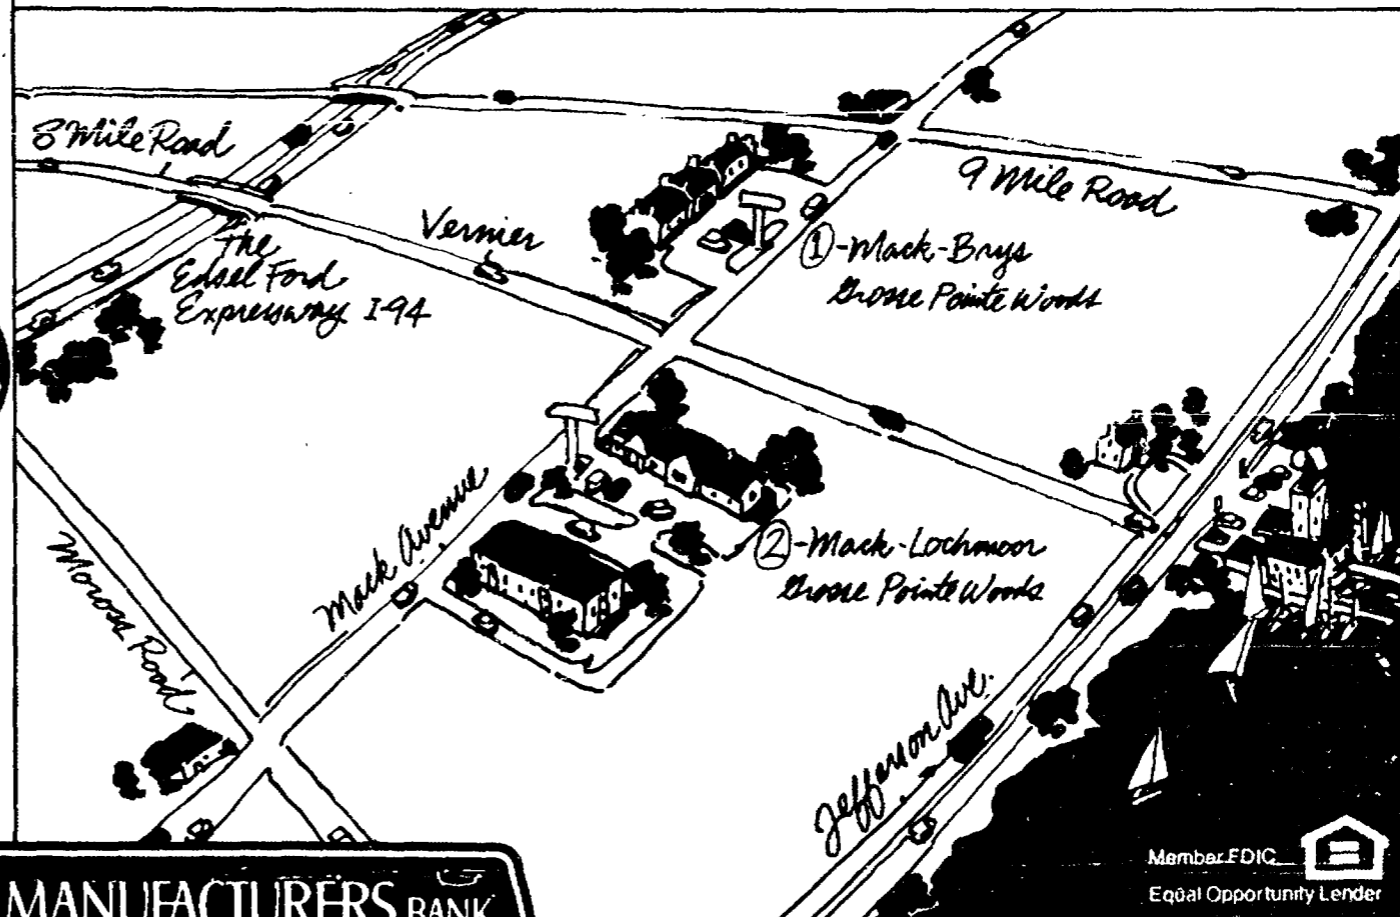 8 Mile Road
9 Mile Road
Vernier
The
Edsel Ford
Expressway I-94
①-Mack-Brys
Grosse Pointe Woods
Mack Avenue
②-Mack-Lochmoor
Grosse Pointe Woods
Moross Road
Jefferson Ave.
Member FDIC
Equal Opportunity Lender
MANUFACTURERS BANK